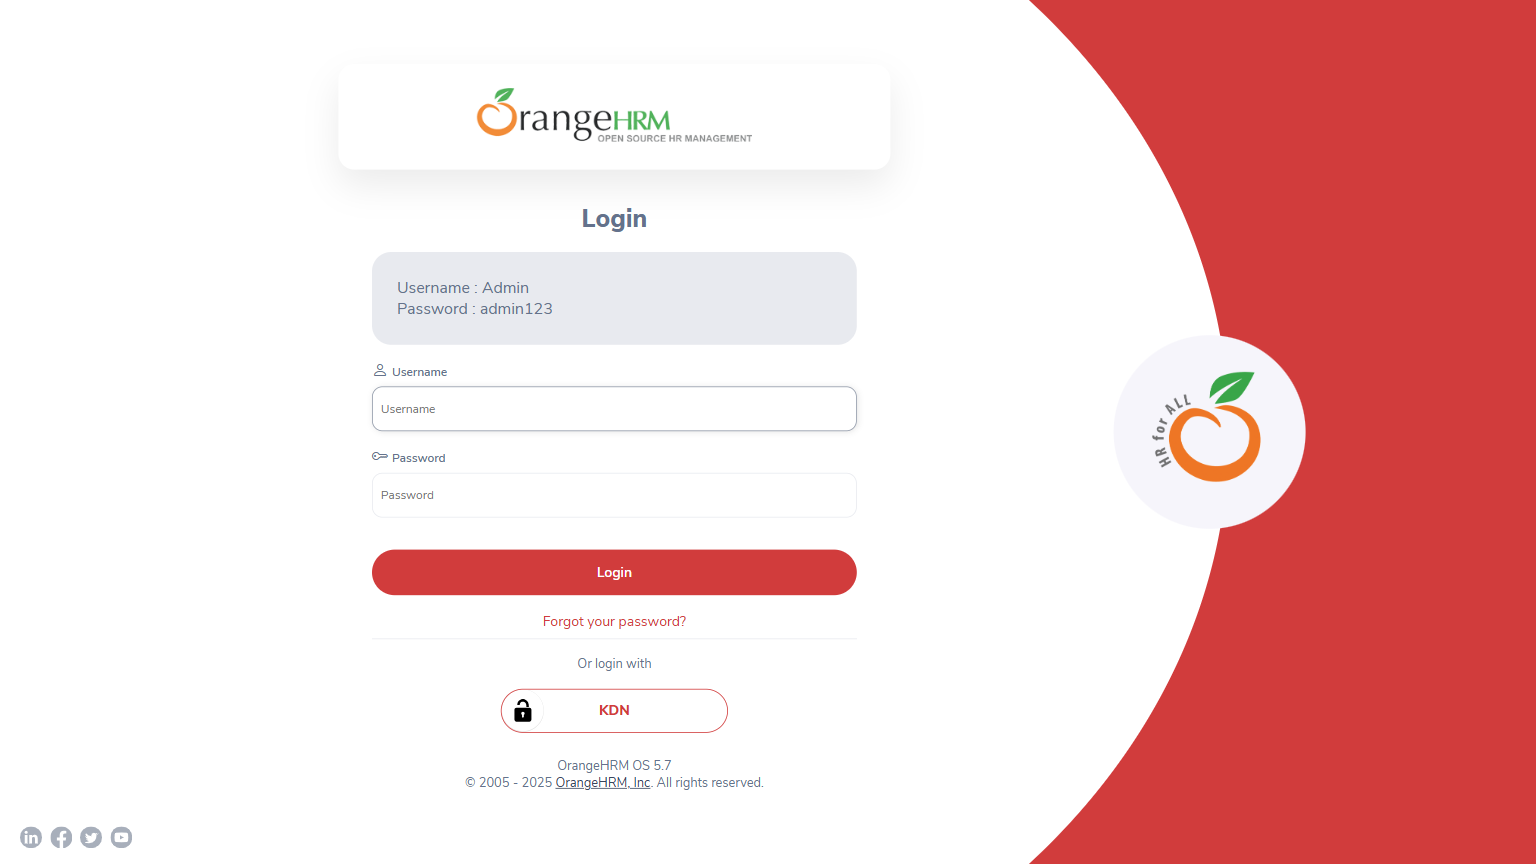 OrangeHRM
OPEN SOURCE HR MANAGEMENT
Login
Username : Admin
Password : admin123
Username
Username
Password
Password
Login
Forgot your password?
Or login with
KDN
OrangeHRM OS 5.7
© 2005 - 2025 OrangeHRM, Inc. All rights reserved.
HR for ALL
in